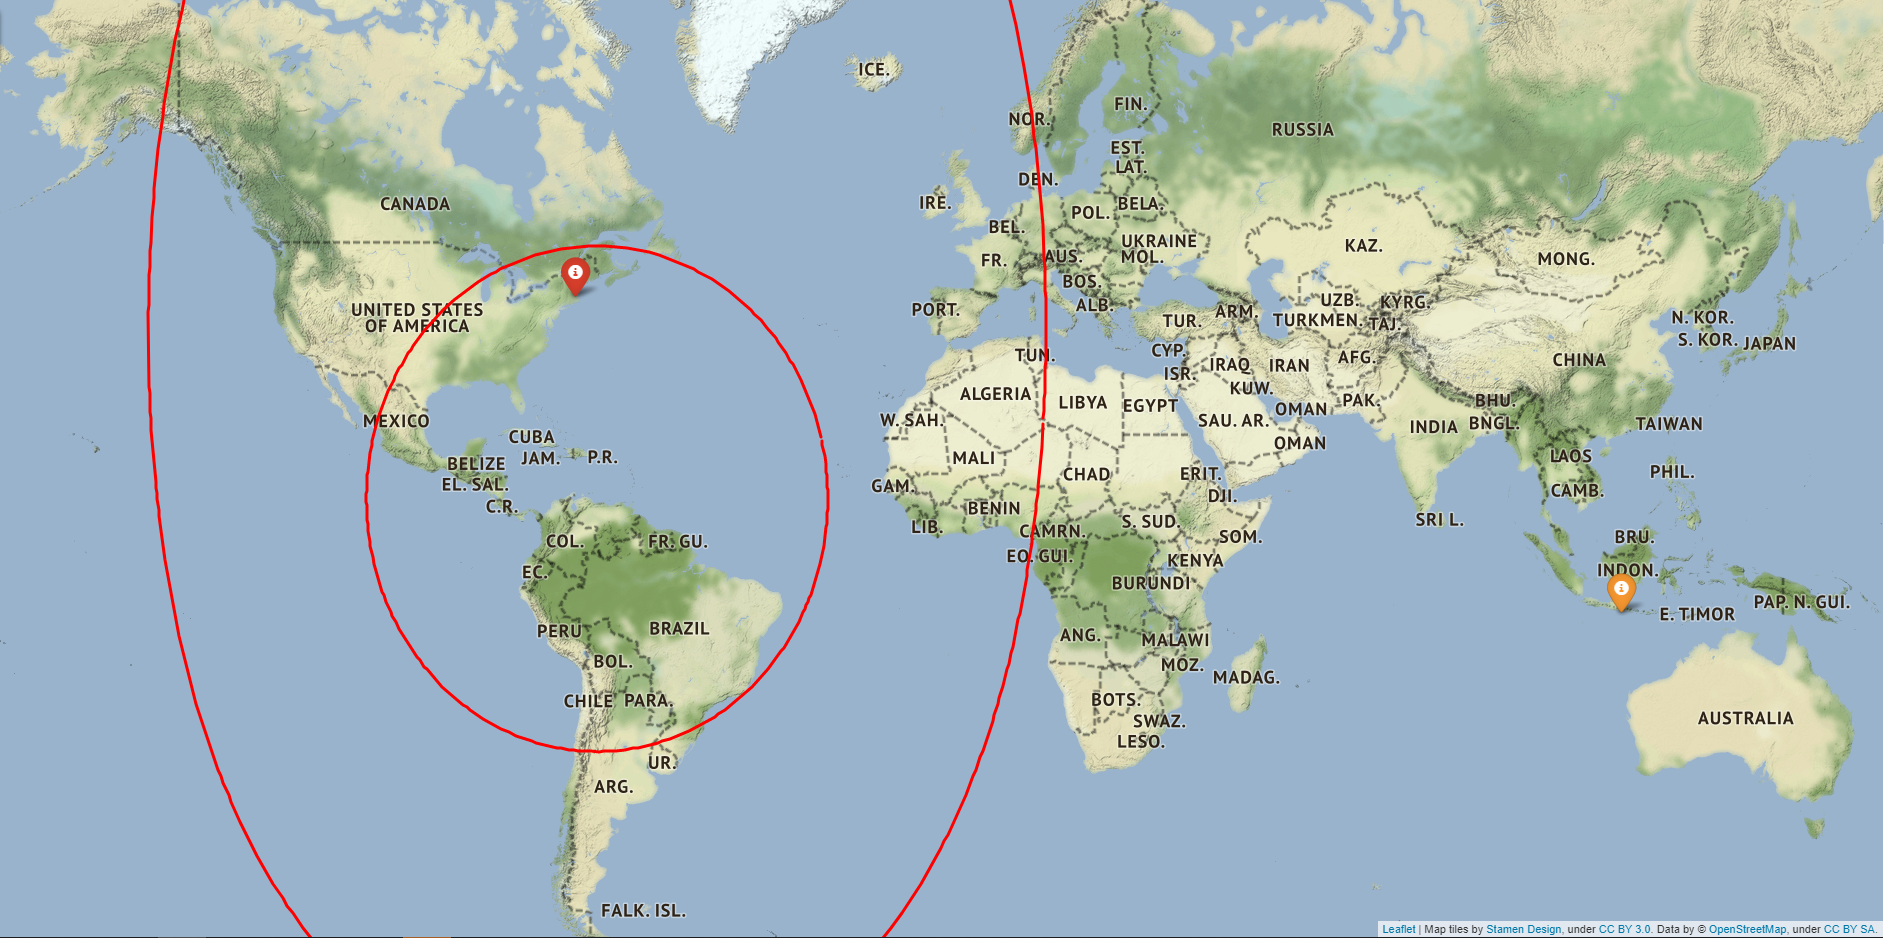 ICE.
FIN.
NOR.
RUSSIA
EST.
LAT.
DEN.
CANADA
IRE.
BELA.
POL.
BEL.
UKRAINE
KAZ.
FR.
AUS.
MOL.
MONG.
BOS.
UNITED STATES
OF AMERICA
PORT.
ALB.
UZB.
KYRG.
ARM.
TUR.
TURKMEN.
TAJ.
N. KOR.
S. KOR.
JAPAN
CYP.
TUN.
IRAQ
IRAN
AFG.
CHINA
ISR.
KUW.
ALGERIA
LIBYA
EGYPT
OMAN
PAK.
BHU.
MEXICO
W. SAH.
SAU. AR.
INDIA
BNGL.
TAIWAN
CUBA
OMAN
JAM.
P.R.
BELIZE
MALI
CHAD
ERIT.
LAOS
PHIL.
EL. SAL.
GAM.
DJI.
CAMB.
C.R.
BENIN
LIB.
S. SUD.
SRI L.
CAMRN.
SOM.
BRU.
COL.
FR. GU.
EQ. GUI.
KENYA
INDON.
EC.
BURUNDI
PAP. N. GUI.
E. TIMOR
PERU
BRAZIL
ANG.
MALAWI
BOL.
MOZ.
MADAG.
CHILE
PARA.
BOTS.
SWAZ.
AUSTRALIA
LESO.
UR.
ARG.
FALK. ISL.
Leaflet | Map tiles by Stamen Design, under CC BY 3.0. Data by © OpenStreetMap, under CC BY SA.